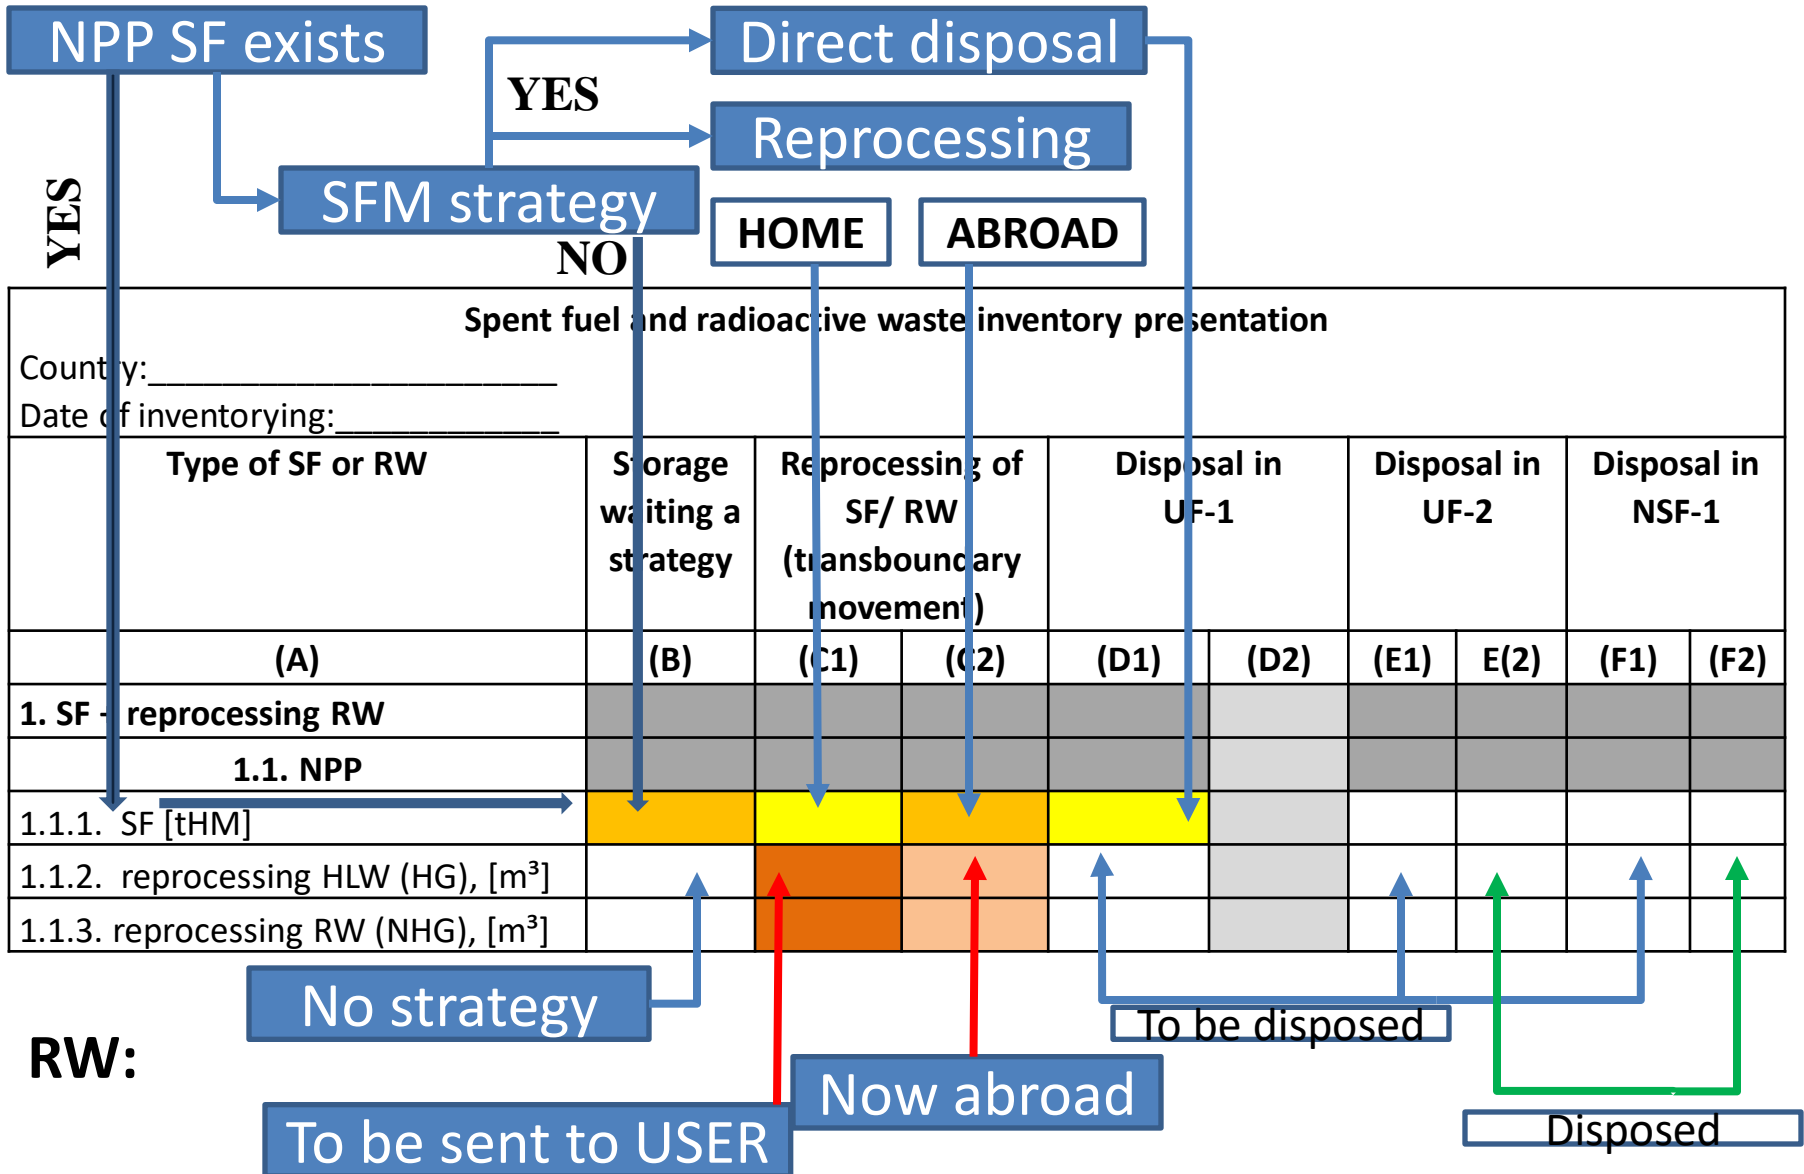 NPP SF exists
Direct disposal
YES
Reprocessing
YES
SFM strategy
HOME
ABROAD
NO
Spent fuel and radioactive waste inventory presentation
Country:______________________
Date of inventorying:____________
Type of SF or RW
Storage
waiting a
strategy
Reprocessing of
SF/ RW
(transboundary
movement)
Disposal in
UF-1
Disposal in
UF-2
Disposal in
NSF-1
(A) (B) (C1) (C2) (D1) (D2) (E1) E(2) (F1) (F2)
1. SF - reprocessing RW
1.1. NPP
1.1.1. SF [tHM]
1.1.2. reprocessing HLW (HG), [m³]
1.1.3. reprocessing RW (NHG), [m³]
No strategy
To be disposed
RW:
Now abroad
To be sent to USER
Disposed